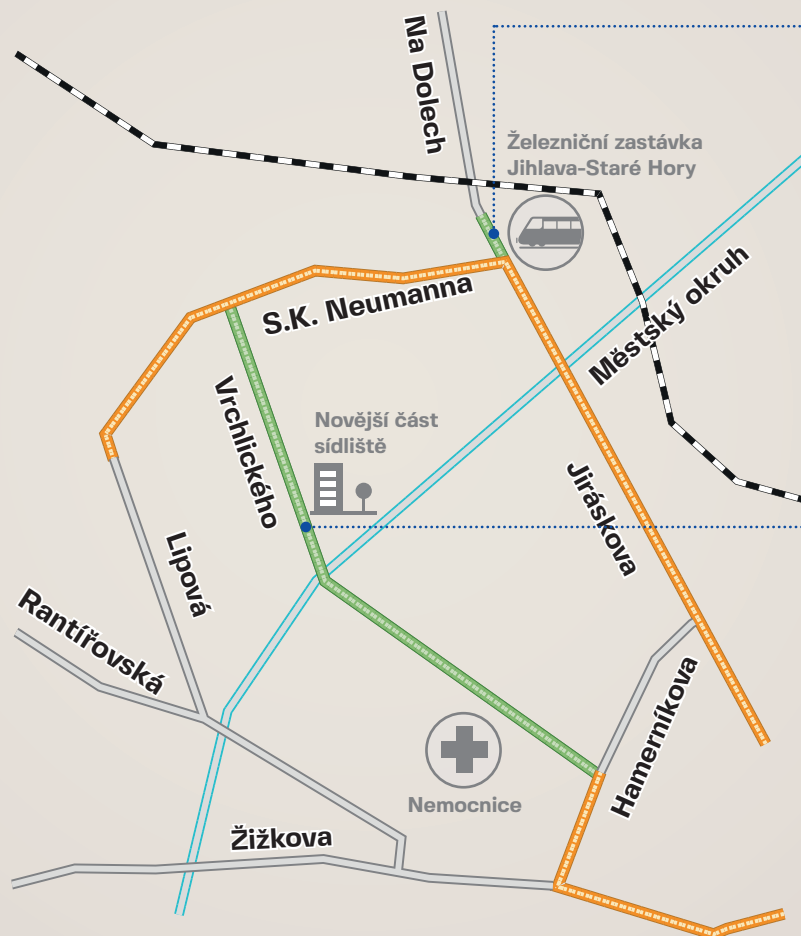 Na Dolech
Železniční zastávka
Jihlava-Staré Hory
Městský okruh
S.K. Neumanna
Vrchlického
Novější část
sídliště
Jiráskova
Lipová
Rantířovská
Hamerníkova
Nemocnice
Žižkova